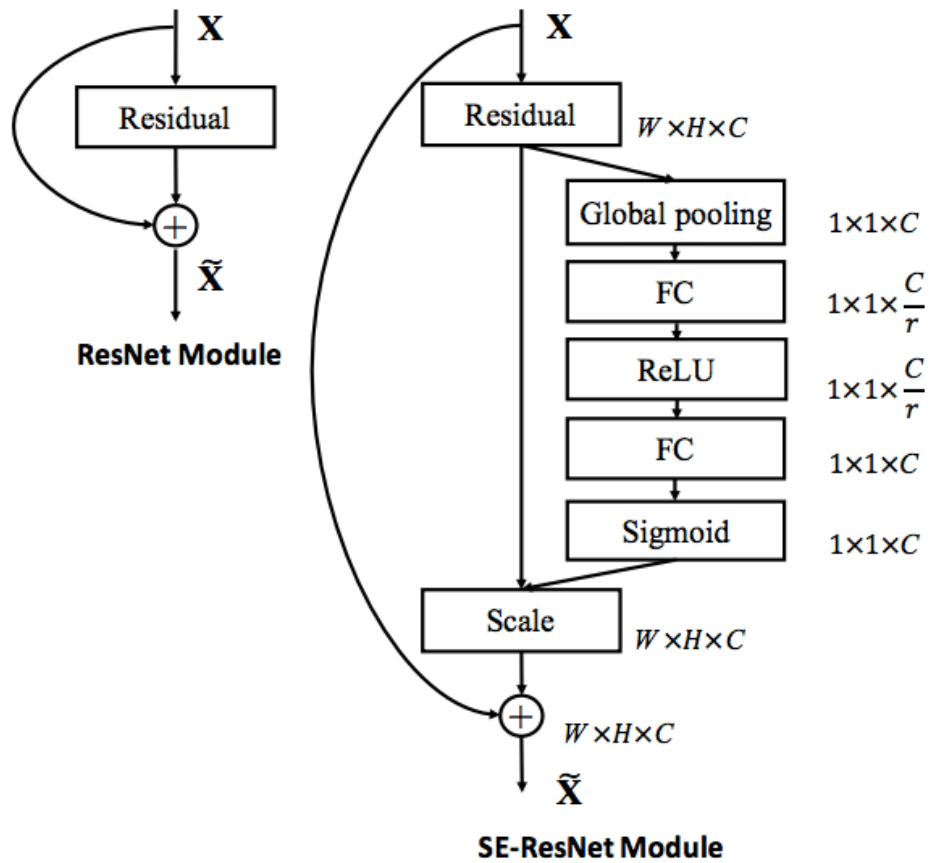 X
Residual
+
X̃
ResNet Module
X
Residual
W×H×C
Global pooling
1×1×C
FC
1×1×C/r
ReLU
1×1×C/r
FC
1×1×C
Sigmoid
1×1×C
Scale
W×H×C
+
W×H×C
X̃
SE-ResNet Module